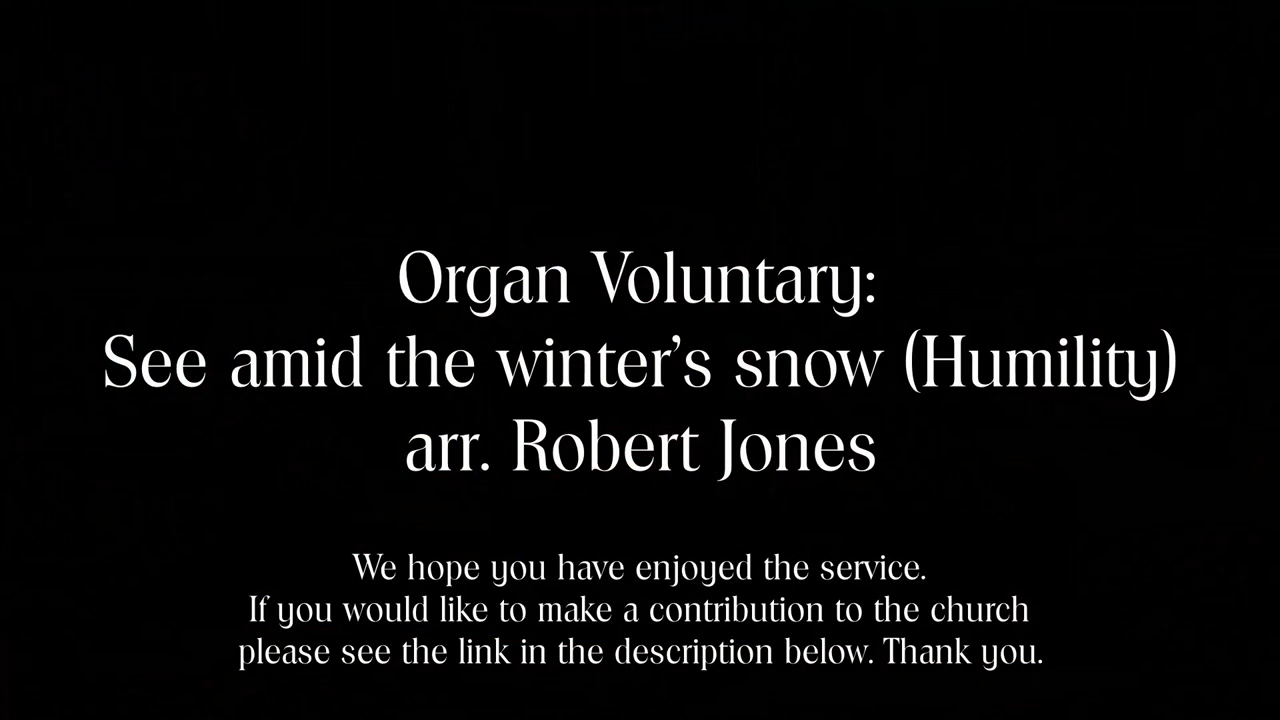 Organ Voluntary:
See amid the winter’s snow (Humility)
arr. Robert Jones
We hope you have enjoyed the service.
If you would like to make a contribution to the church
please see the link in the description below. Thank you.